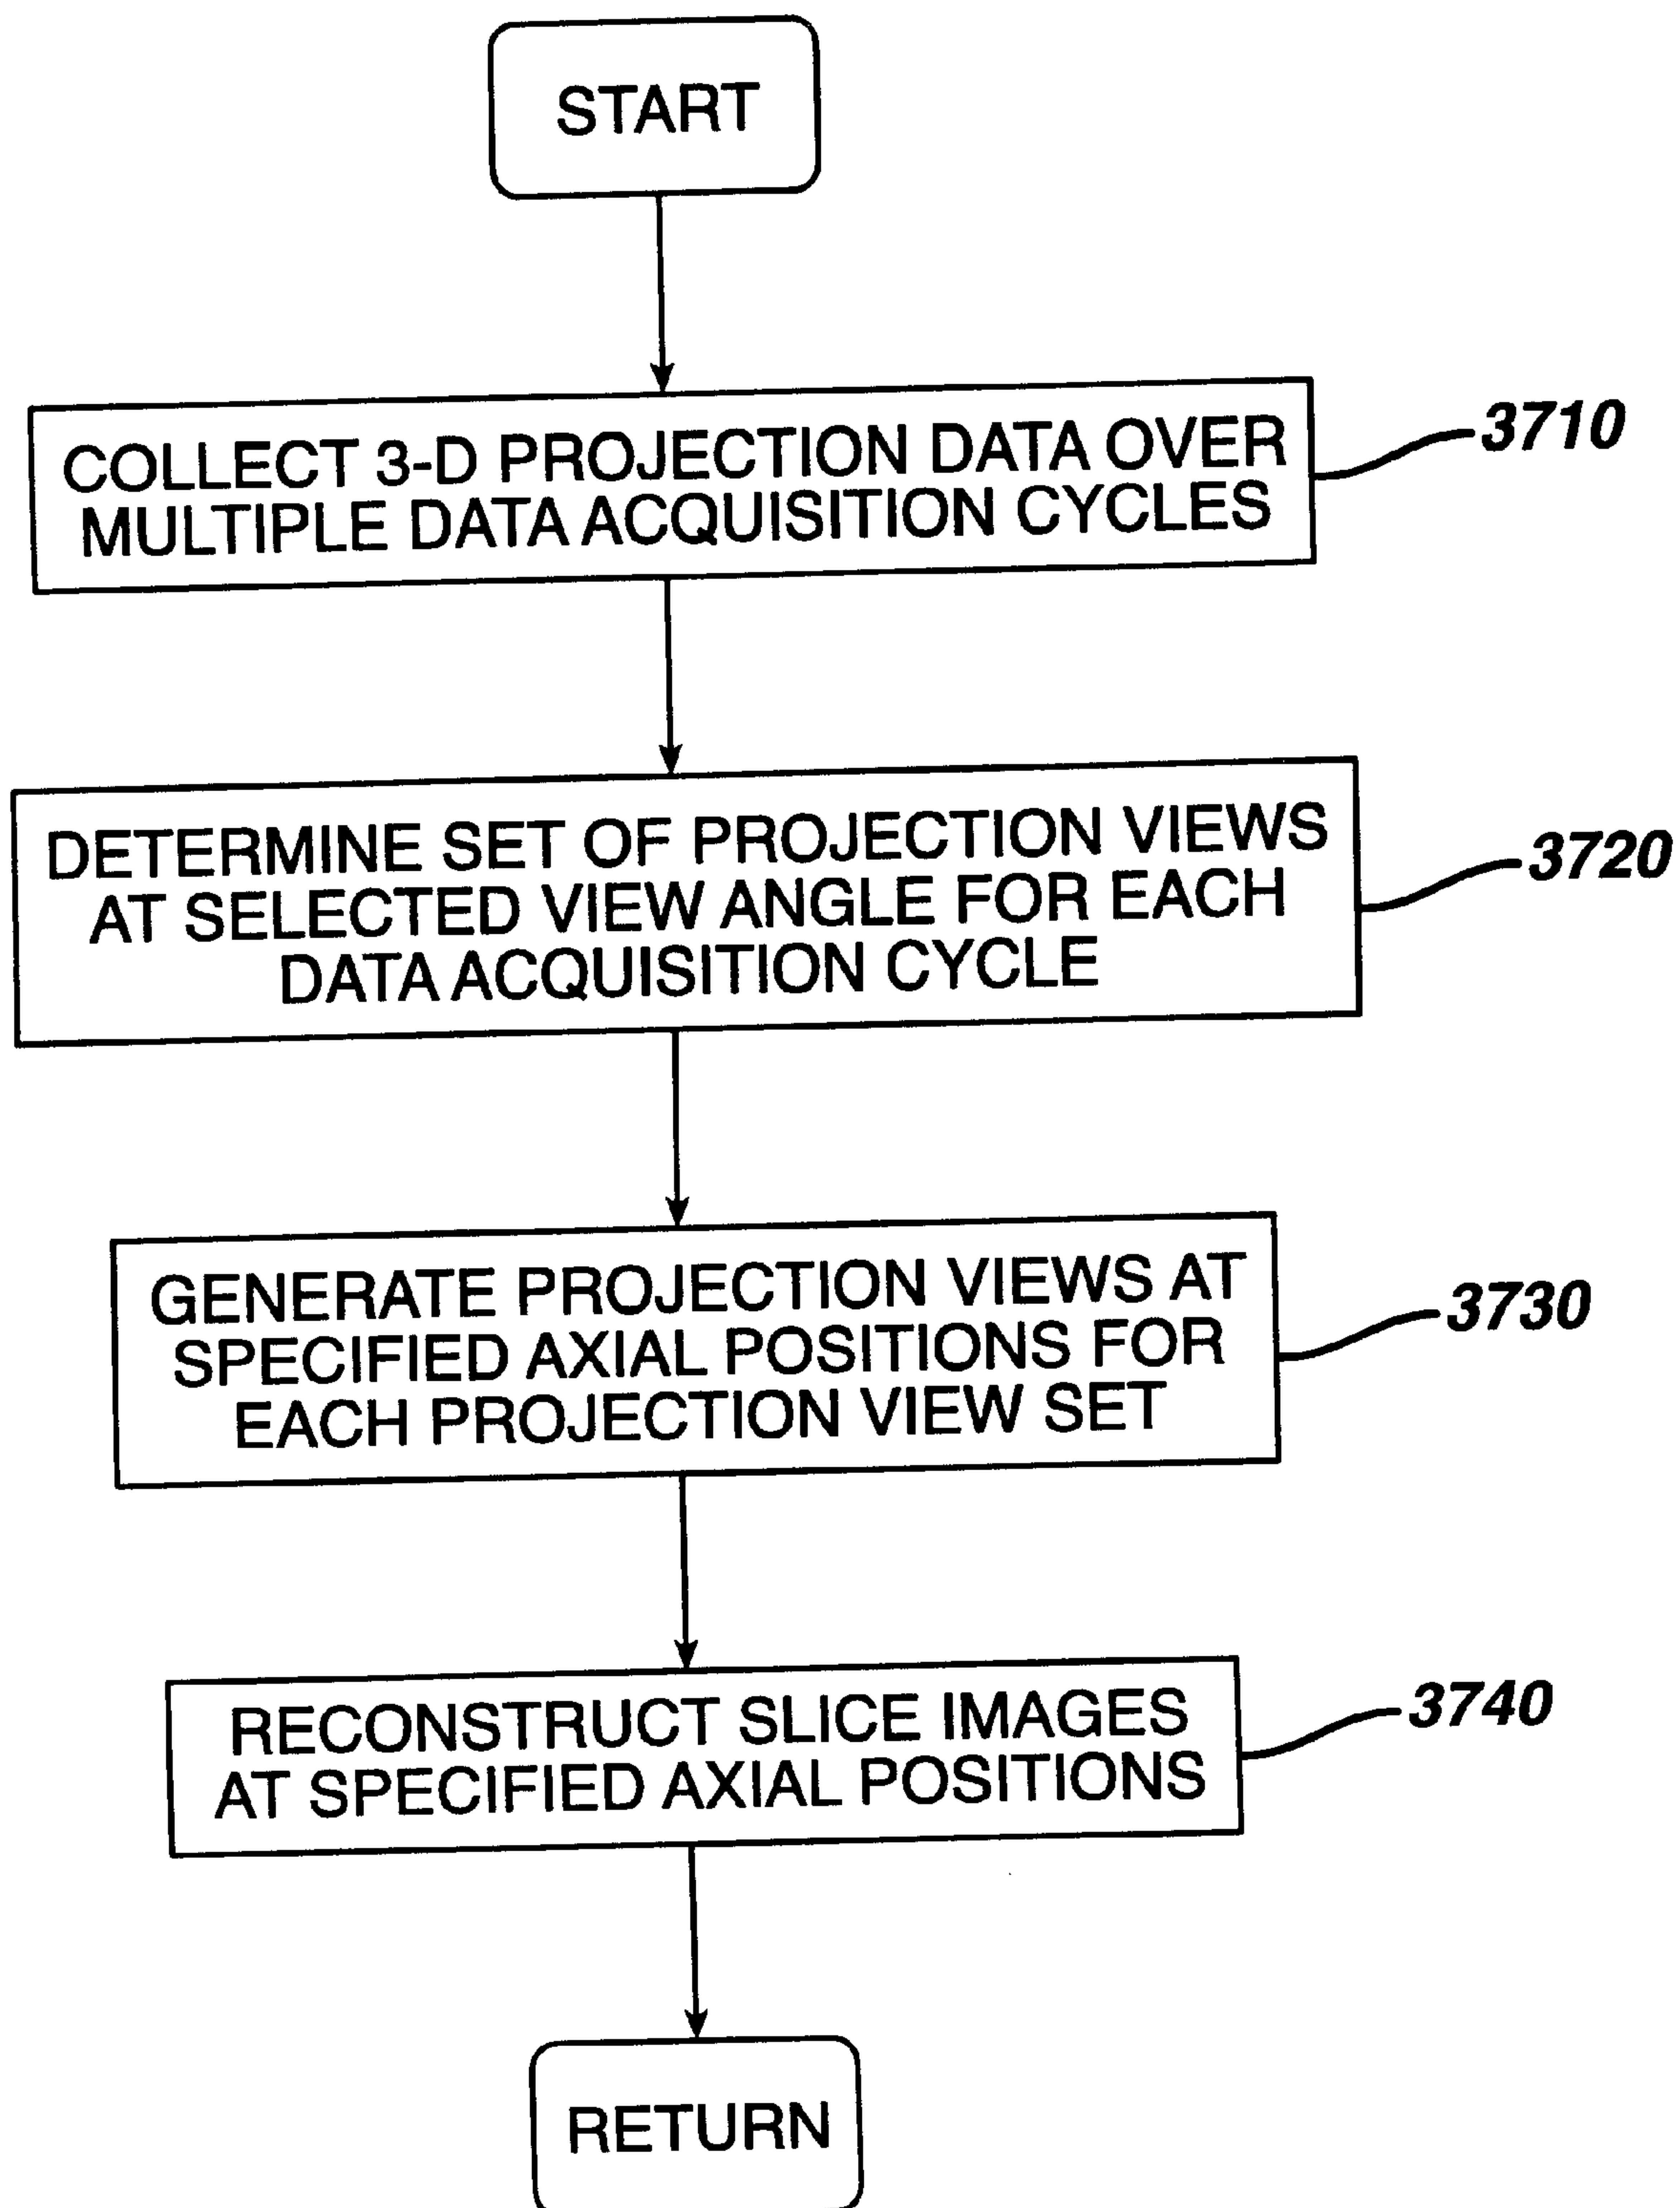 START
COLLECT 3-D PROJECTION DATA OVER
MULTIPLE DATA ACQUISITION CYCLES
3710
DETERMINE SET OF PROJECTION VIEWS
AT SELECTED VIEW ANGLE FOR EACH
DATA ACQUISITION CYCLE
3720
GENERATE PROJECTION VIEWS AT
SPECIFIED AXIAL POSITIONS FOR
EACH PROJECTION VIEW SET
3730
RECONSTRUCT SLICE IMAGES
AT SPECIFIED AXIAL POSITIONS
3740
RETURN